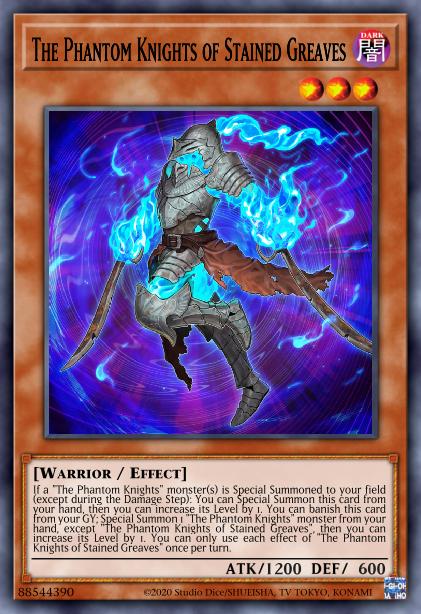 The Phantom Knights of Stained Greaves
DARK
闇
[Warrior / Effect]
If a "The Phantom Knights" monster(s) is Special Summoned to your field
(except during the Damage Step): You can Special Summon this card from
your hand, then you can increase its Level by 1. You can banish this card
from your GY; Special Summon 1 "The Phantom Knights" monster from your
hand, except "The Phantom Knights of Stained Greaves", then you can
increase its Level by 1. You can only use each effect of "The Phantom
Knights of Stained Greaves" once per turn.
ATK/1200 DEF/ 600
88544390
©2020 Studio Dice/SHUEISHA, TV TOKYO, KONAMI